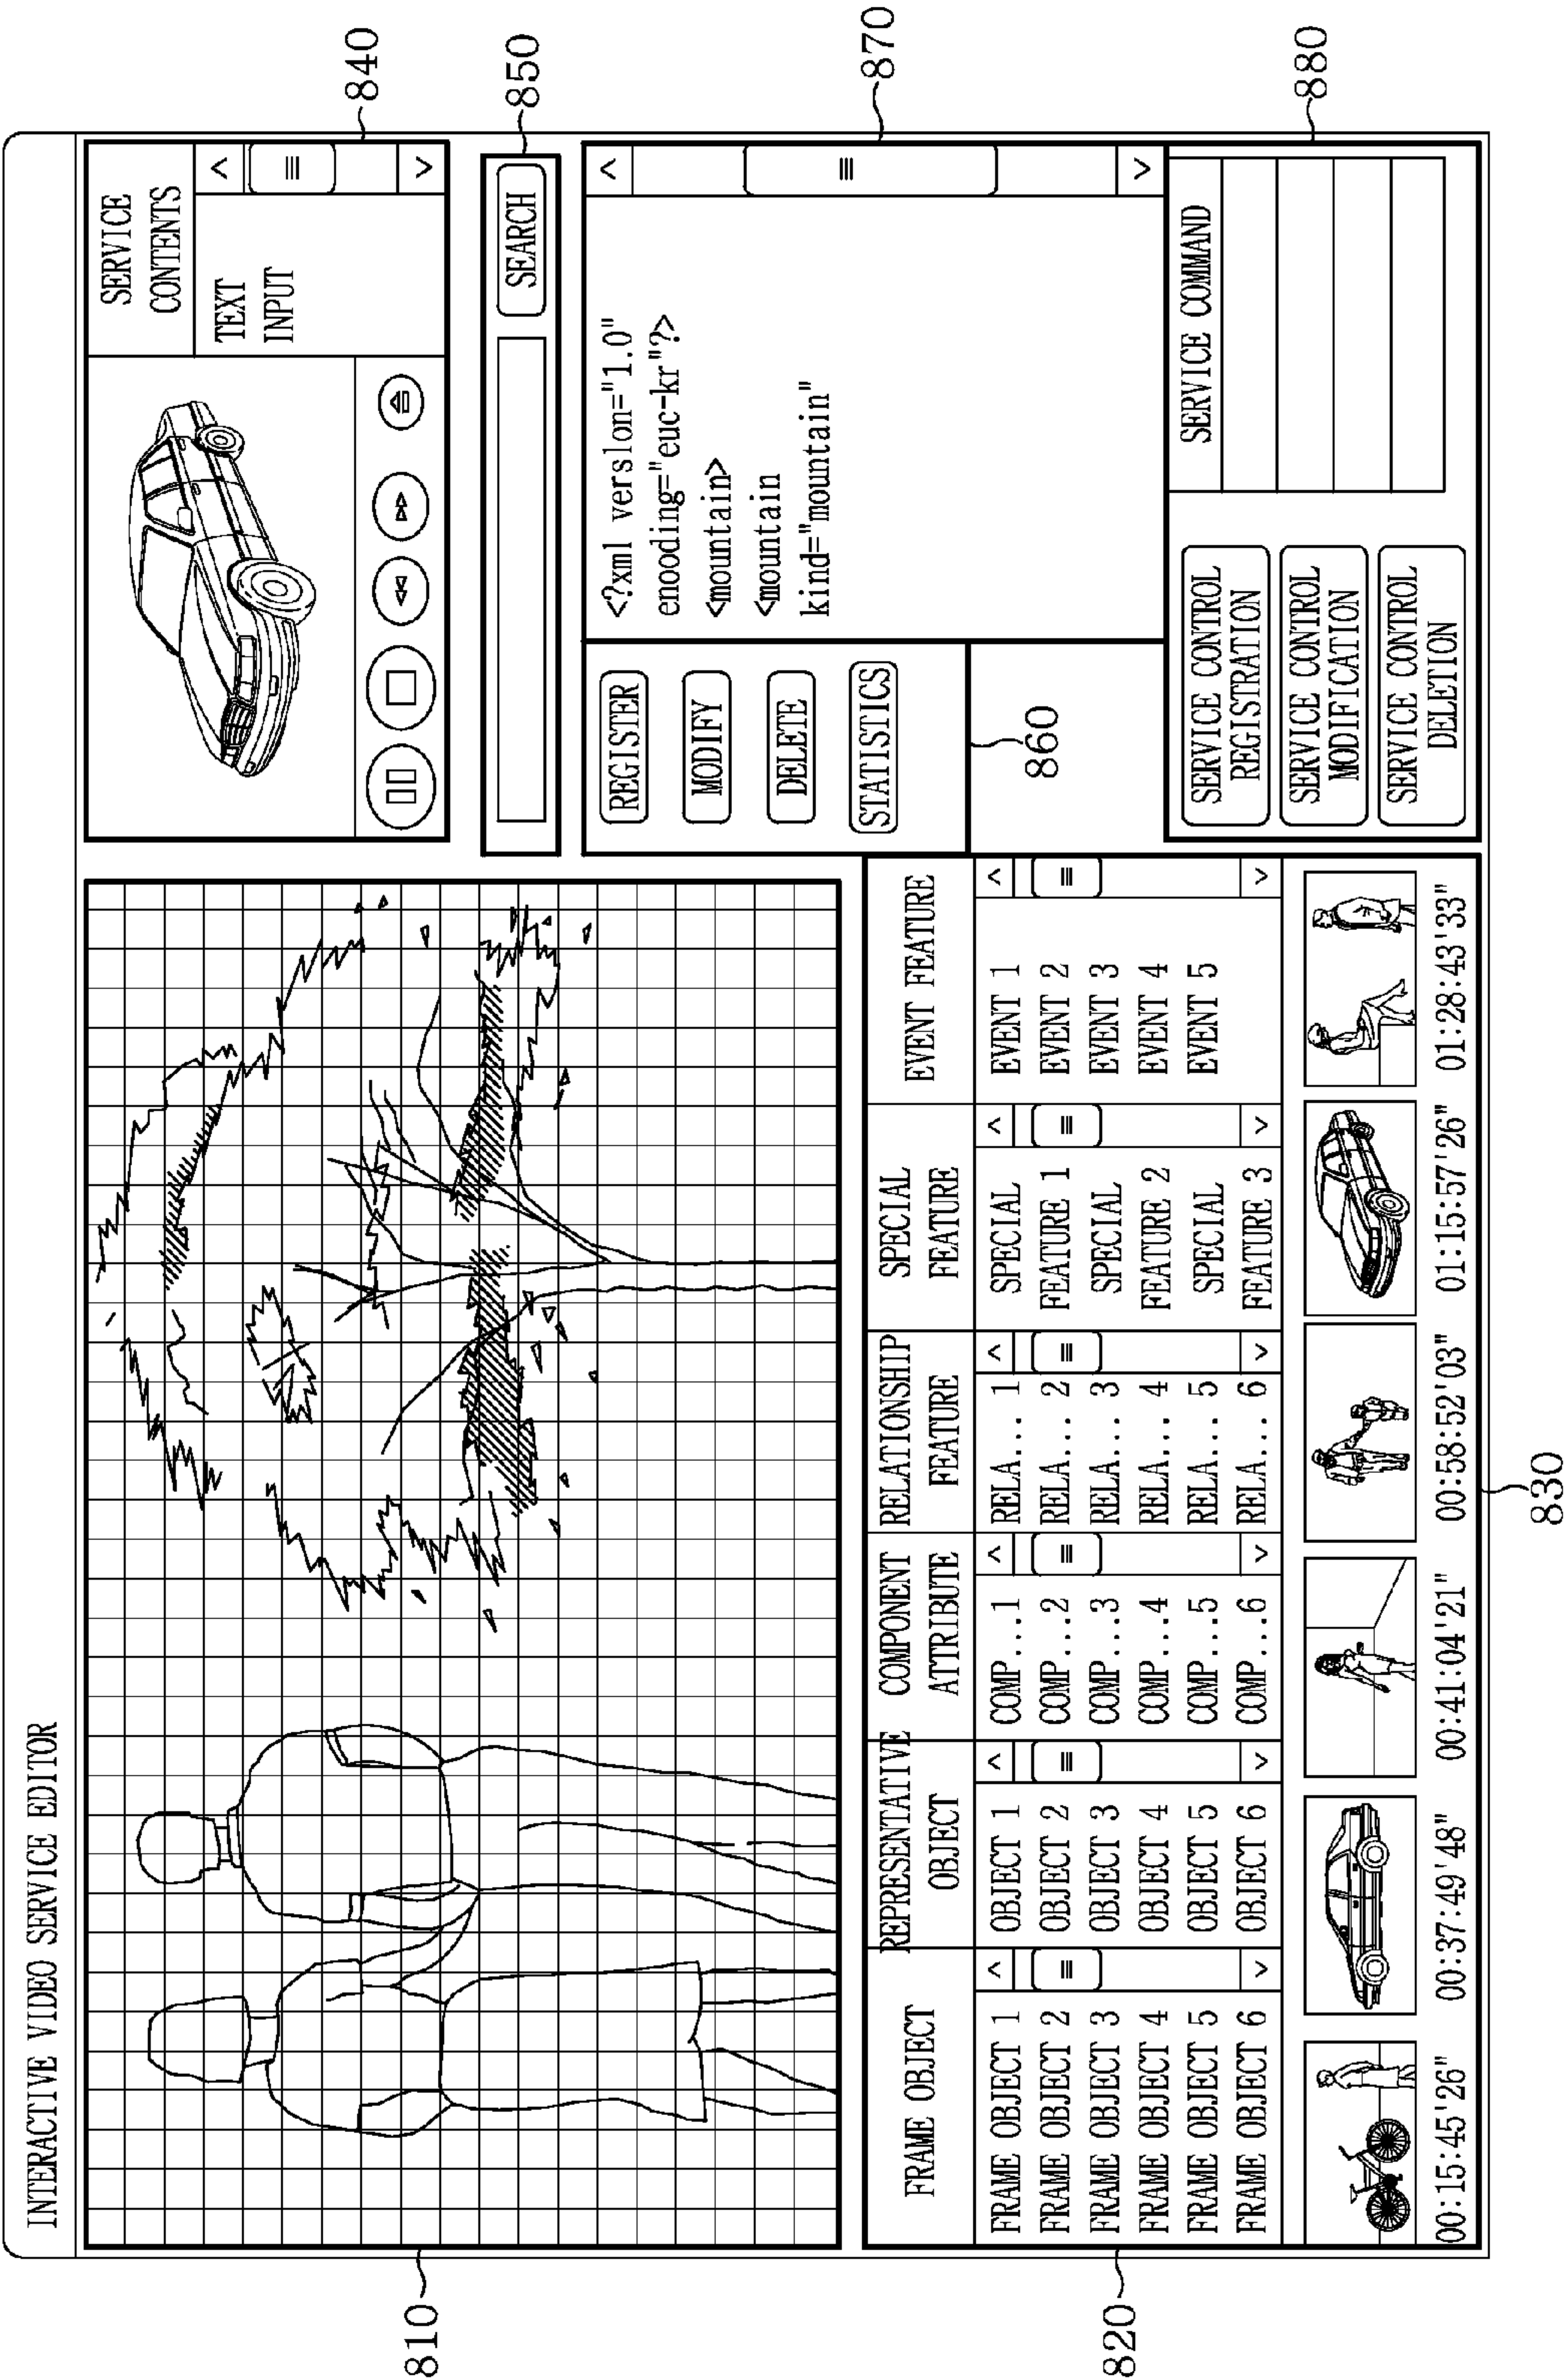 INTERACTIVE VIDEO SERVICE EDITOR
810
SERVICE
CONTENTS
TEXT
INPUT
840
SEARCH
850
REGISTER
MODIFY
DELETE
STATISTICS
860
<?xml verslon="1.0"
enooding="euc-kr"?>
<mountain>
<mountain
kind="mountain"
870
FRAME OBJECT
FRAME OBJECT 1
FRAME OBJECT 2
FRAME OBJECT 3
FRAME OBJECT 4
FRAME OBJECT 5
FRAME OBJECT 6
REPRESENTATIVE
OBJECT
OBJECT 1
OBJECT 2
OBJECT 3
OBJECT 4
OBJECT 5
OBJECT 6
COMPONENT
ATTRIBUTE
COMP...1
COMP...2
COMP...3
COMP...4
COMP...5
COMP...6
RELATIONSHIP
FEATURE
RELA... 1
RELA... 2
RELA... 3
RELA... 4
RELA... 5
RELA... 6
SPECIAL
FEATURE
SPECIAL
FEATURE 1
SPECIAL
FEATURE 2
SPECIAL
FEATURE 3
EVENT FEATURE
EVENT 1
EVENT 2
EVENT 3
EVENT 4
EVENT 5
820
00:15:45'26" 00:37:49'48" 00:41:04'21" 00:58:52'03" 01:15:57'26" 01:28:43'33"
830
SERVICE CONTROL
REGISTRATION
SERVICE CONTROL
MODIFICATION
SERVICE CONTROL
DELETION
SERVICE COMMAND
880